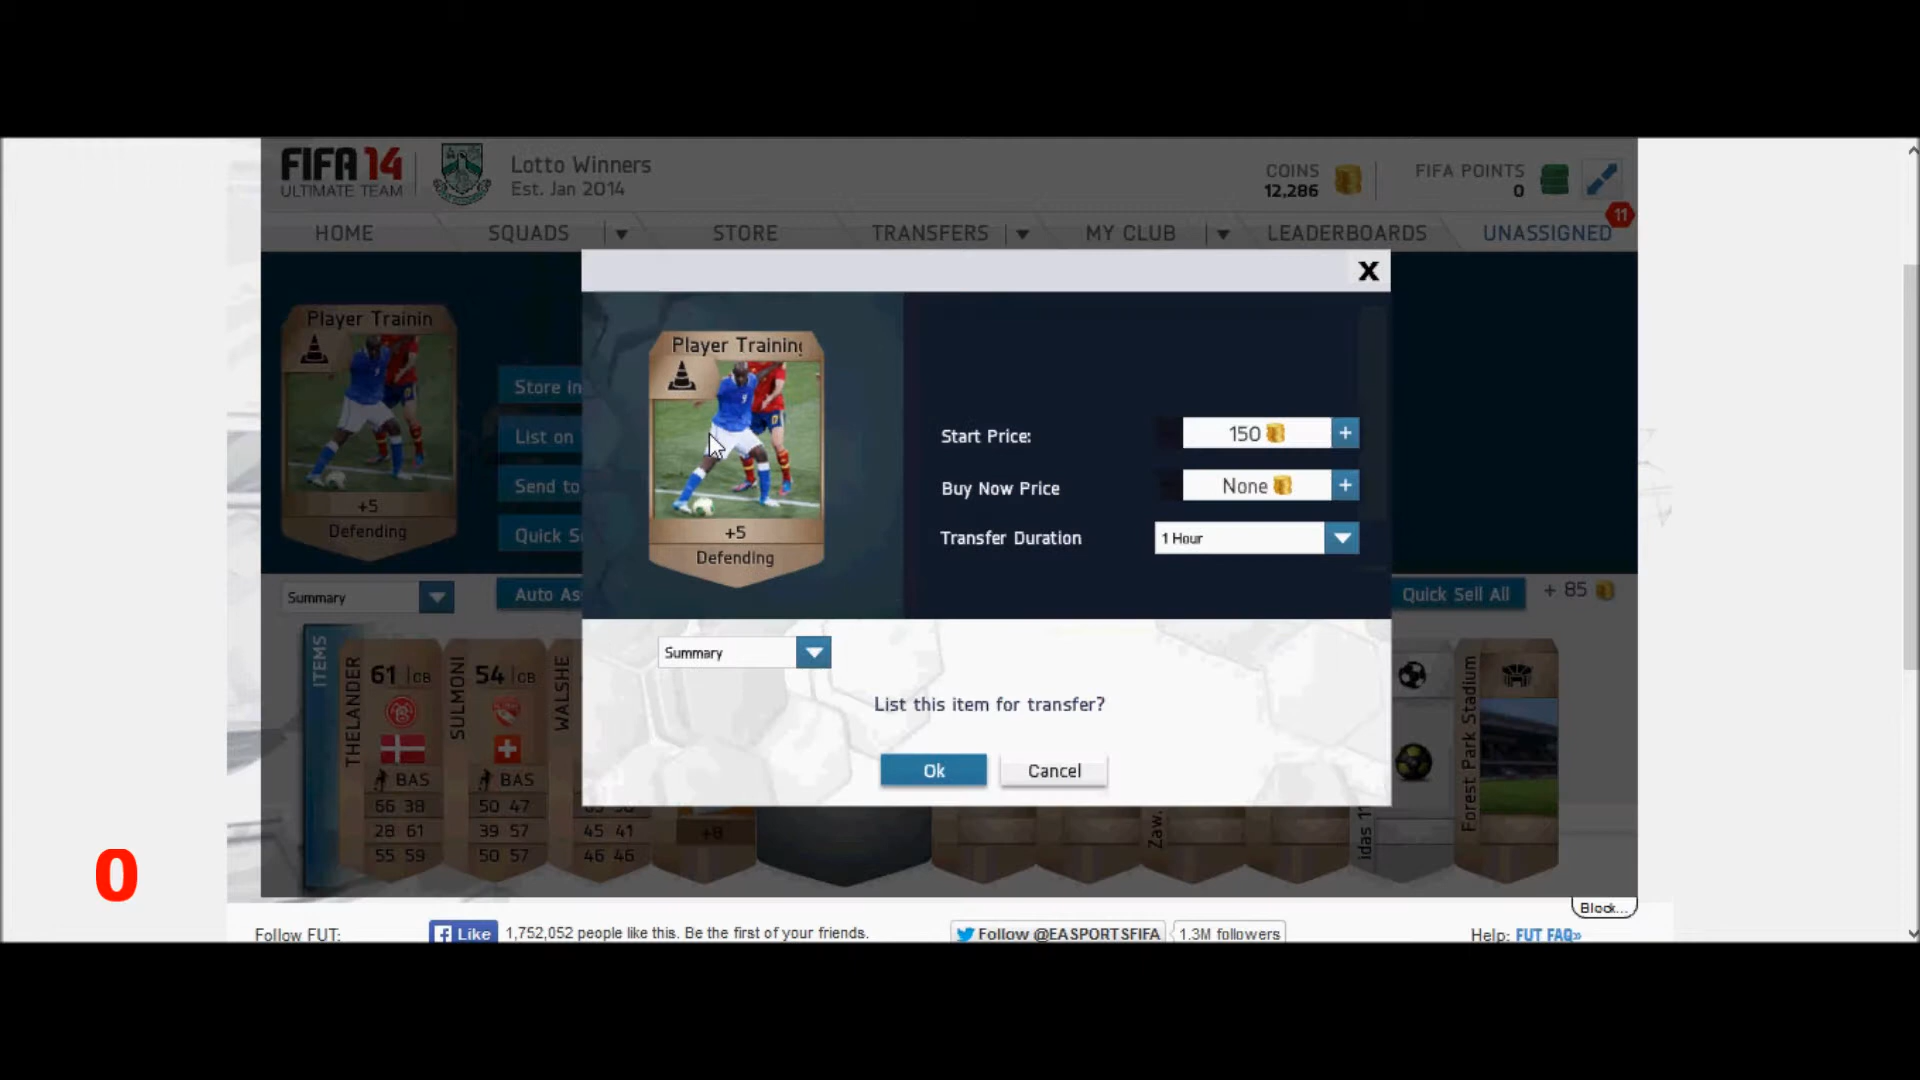 FIFA 14
ULTIMATE TEAM
Lotto Winners
Est. Jan 2014
COINS
12,286
FIFA POINTS
0
11
HOME
SQUADS
STORE
TRANSFERS
MY CLUB
LEADERBOARDS
UNASSIGNED
X
Player Trainin
+5
Defending
Store in
List on
Send to
Quick S
Player Training
+5
Defending
Start Price:
150
+
Buy Now Price
None
+
Transfer Duration
1 Hour
Summary
Auto As
Quick Sell All
+ 85
Summary
List this item for transfer?
Ok
Cancel
ITEMS
THELANDER
61 CB
BAS
66 38
28 61
55 59
SULMONI
54 CB
BAS
50 47
39 57
50 57
WALSHE
45 41
46 46
+8
Zaw.
idas 1
Forest Park Stadium
0
Block...
Follow FUT:
Like
1,752,052 people like this. Be the first of your friends.
Follow @EASPORTSFIFA
1.3M followers
Help: FUT FAQ»